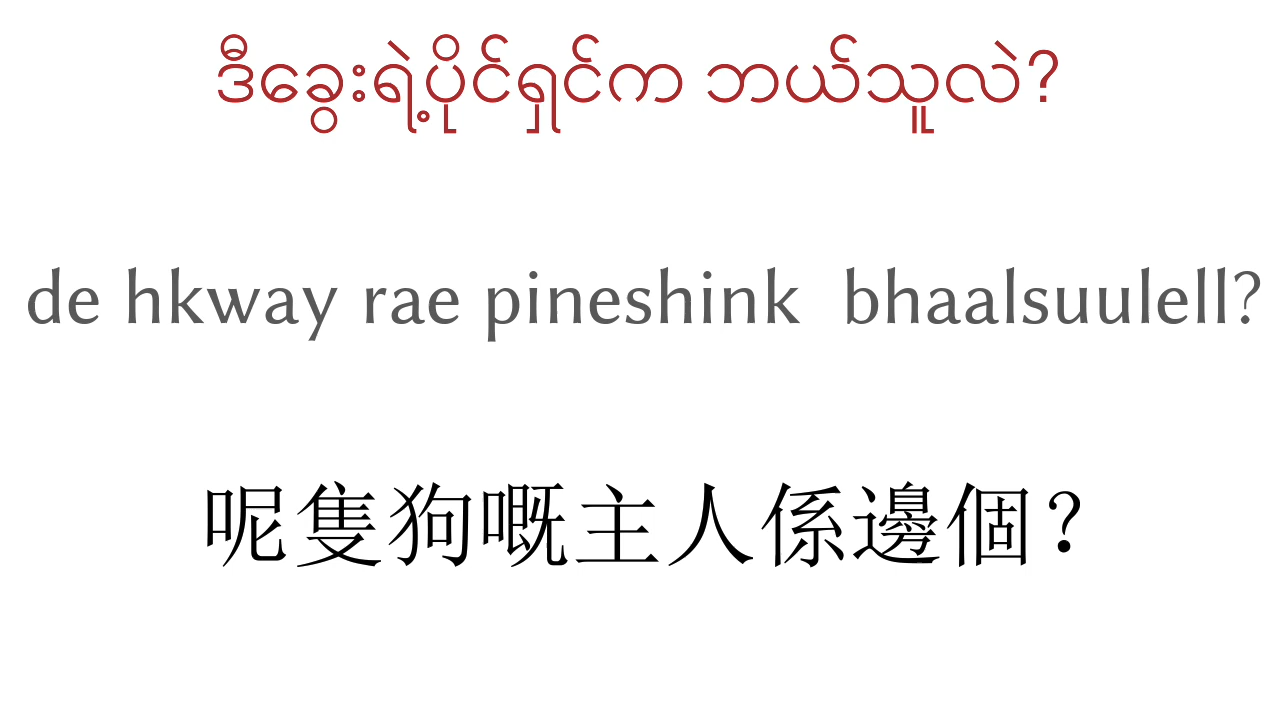 ဒီခွေးရဲ့ပိုင်ရှင်က ဘယ်သူလဲ?
de hkway rae pineshink  bhaalsuulell?
呢隻狗嘅主人係邊個？